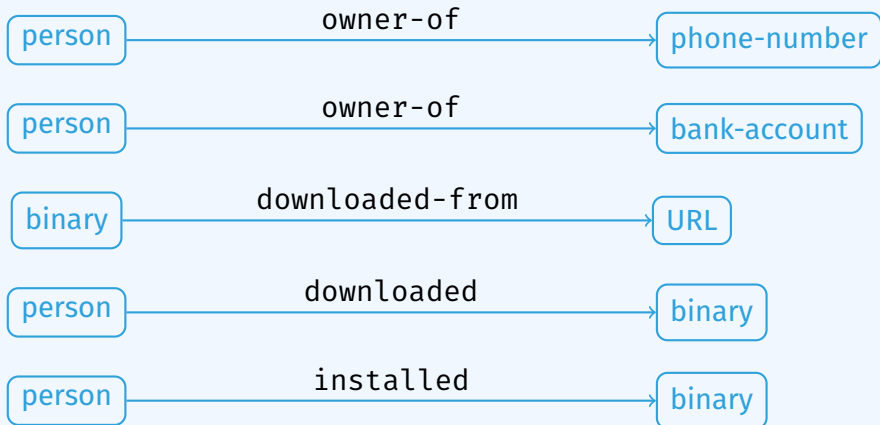 person owner-of phone-number
person owner-of bank-account
binary downloaded-from URL
person downloaded binary
person installed binary